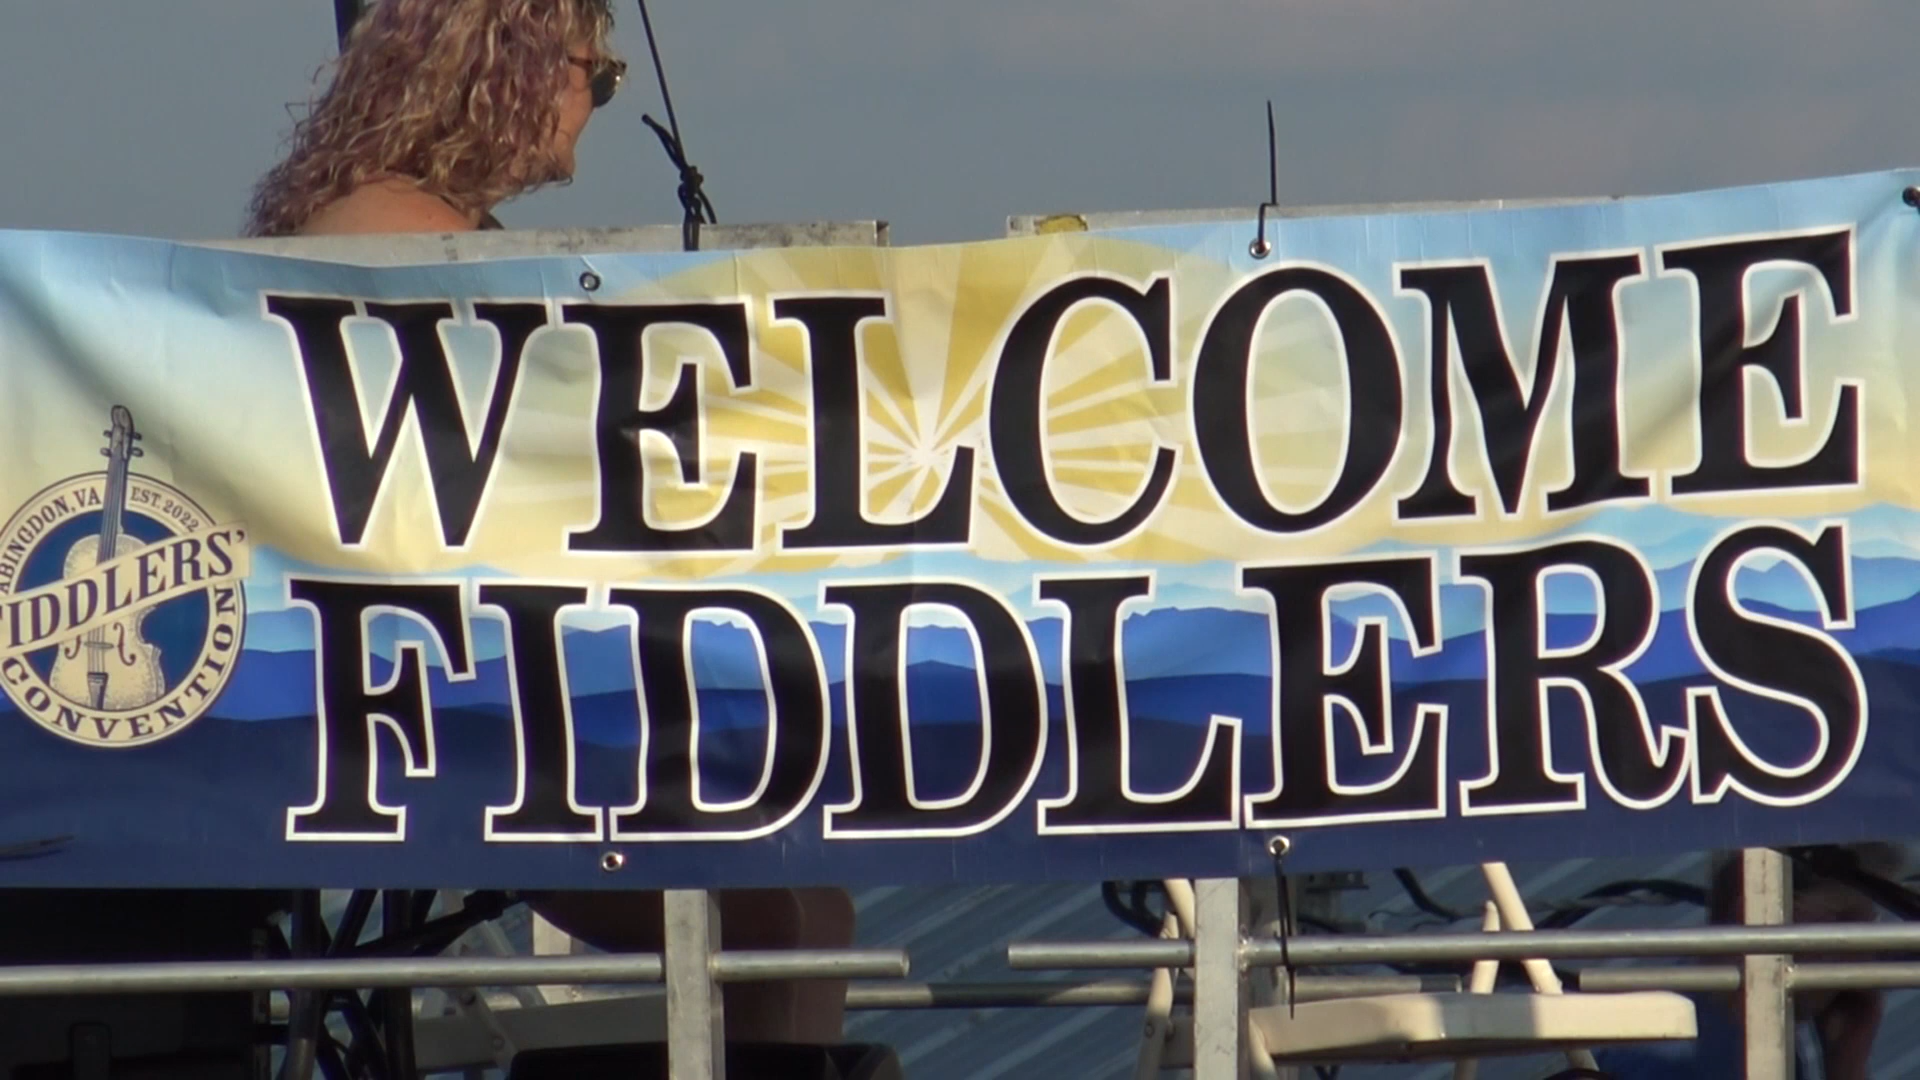 WELCOME
FIDDLERS
ABINGDON, VA EST. 2022
FIDDLERS'
CONVENTION